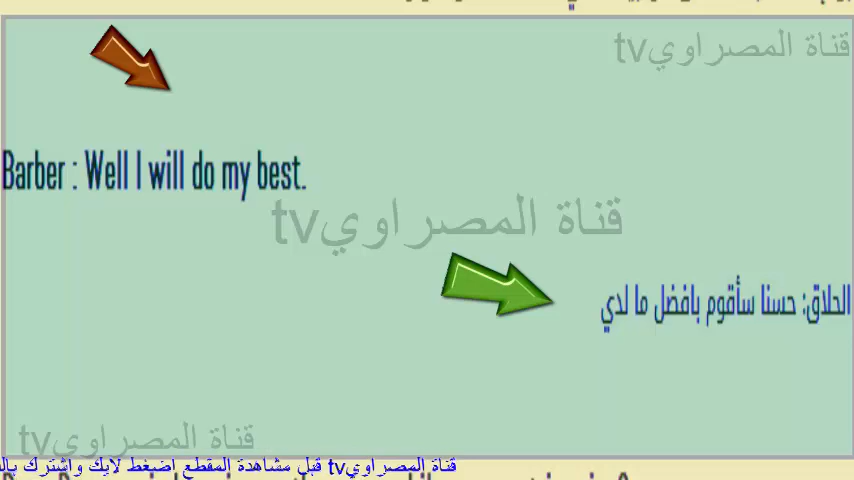 قناة المصراويtv
Barber : Well I will do my best.
قناة المصراويtv
الحلاق: حسنا سأقوم بافضل ما لدي
قناة المصراويtv
قناة المصراويtv قبل مشاهدة المقطع اضغط لايك واشترك